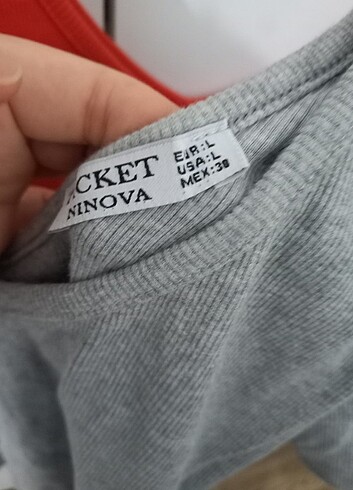 CKET
NINOVA
EUR:L
USA:L
MEX:38